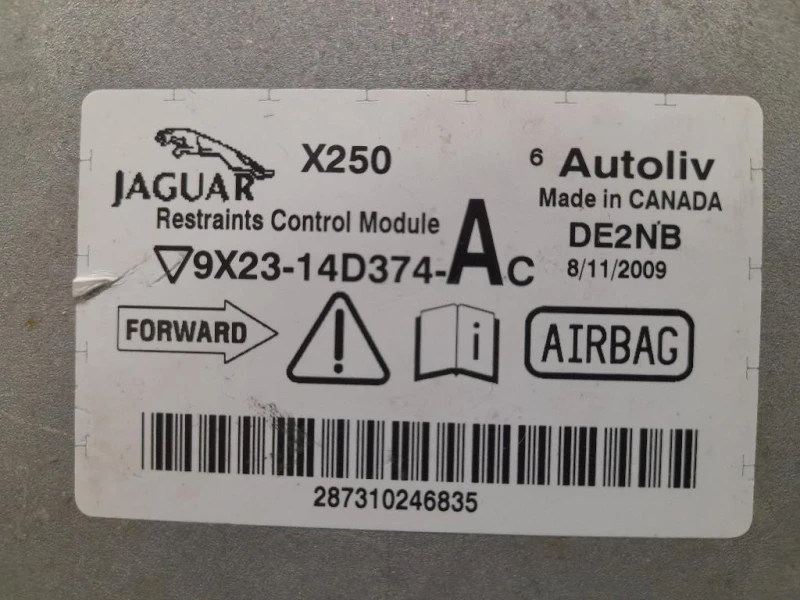 JAGUAR X250
Restraints Control Module
9X23-14D374-AC
6 Autoliv
Made in CANADA
DE2NB
8/11/2009
FORWARD
! i AIRBAG
287310246835